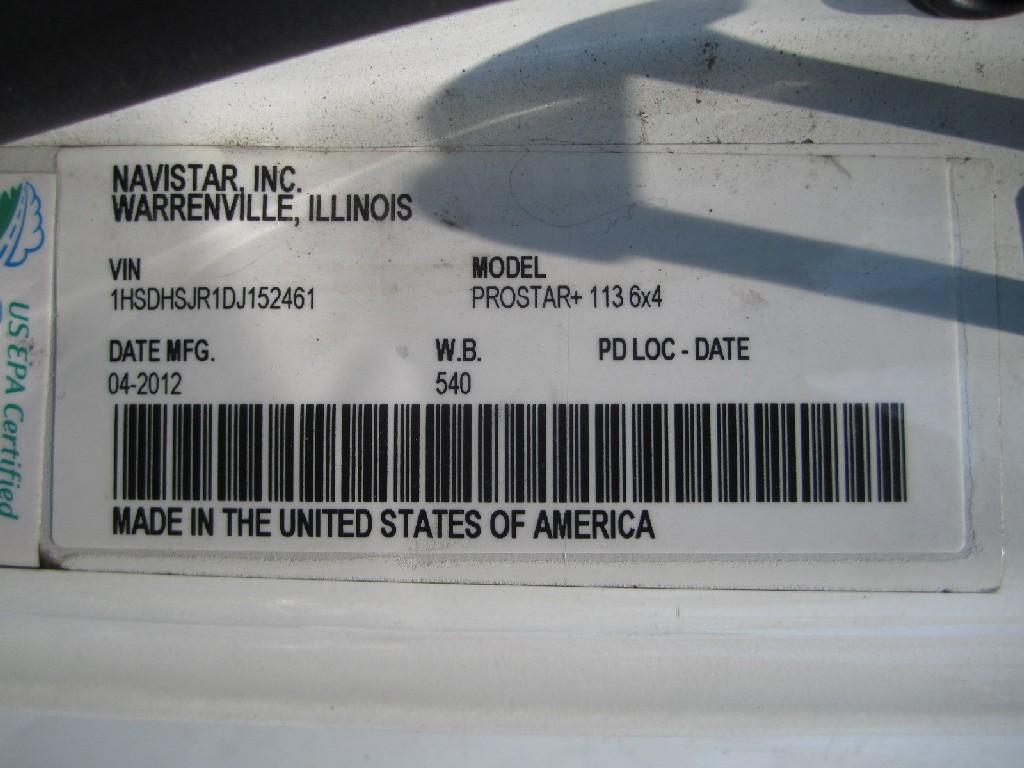 NAVISTAR, INC.
WARRENVILLE, ILLINOIS
VIN MODEL
1HSDHSJR1DJ152461 PROSTAR+ 113 6x4
DATE MFG. W.B. PD LOC - DATE
04-2012 540
MADE IN THE UNITED STATES OF AMERICA
US EPA Certified